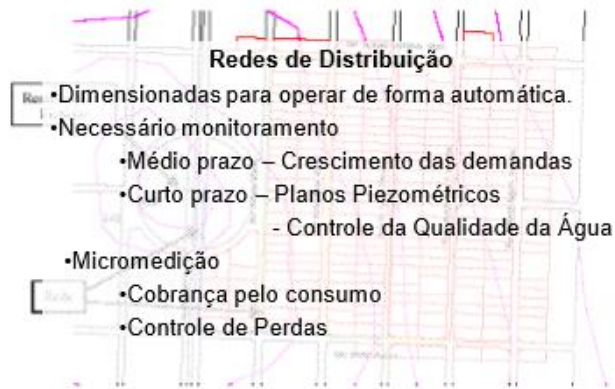 Redes de Distribuição
•Dimensionadas para operar de forma automática.
•Necessário monitoramento
•Médio prazo – Crescimento das demandas
•Curto prazo – Planos Piezométricos
- Controle da Qualidade da Água
•Micromedição
•Cobrança pelo consumo
•Controle de Perdas